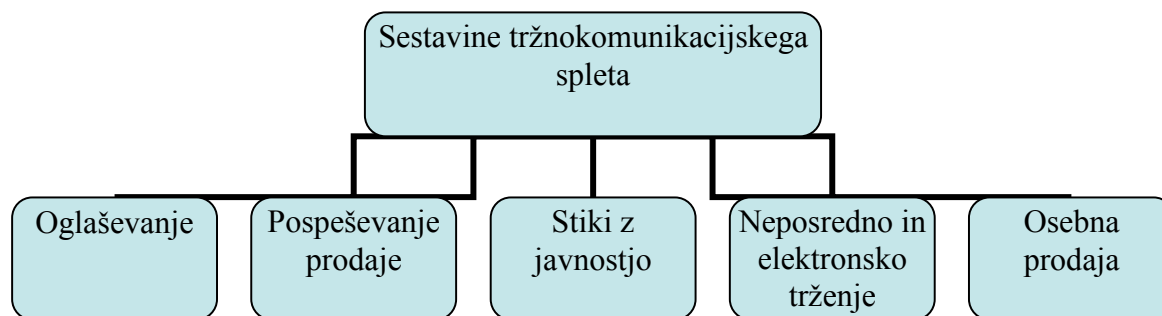 Sestavine tržnokomunikacijskega
spleta
Oglaševanje
Pospeševanje
prodaje
Stiki z
javnostjo
Neposredno in
elektronsko
trženje
Osebna
prodaja